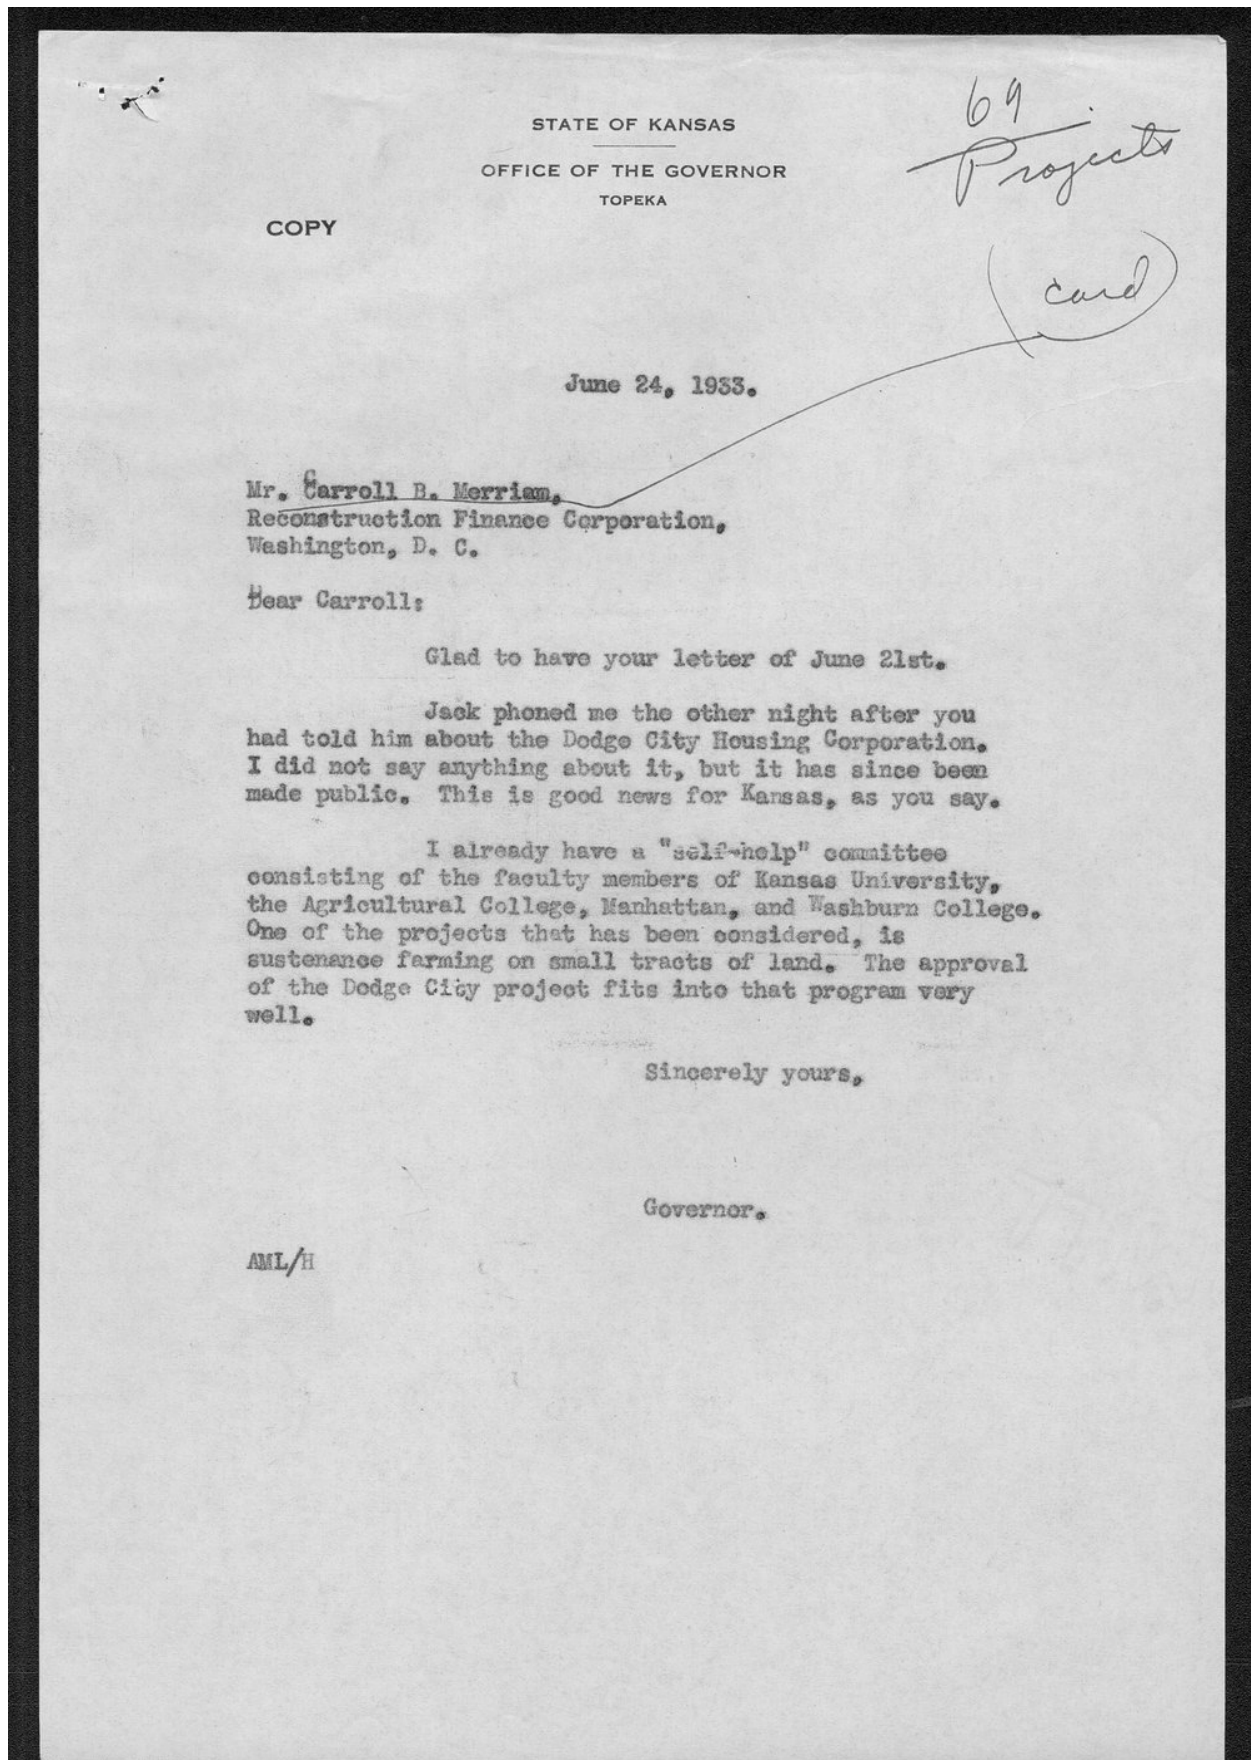 69
Projects
STATE OF KANSAS
OFFICE OF THE GOVERNOR
TOPEKA
COPY
(card)
June 24, 1933.
Mr. Carroll B. Merriam,
Reconstruction Finance Corporation,
Washington, D. C.
Dear Carroll:
Glad to have your letter of June 21st.
Jack phoned me the other night after you
had told him about the Dodge City Housing Corporation.
I did not say anything about it, but it has since been
made public. This is good news for Kansas, as you say.
I already have a "self-help" committee
consisting of the faculty members of Kansas University,
the Agricultural College, Manhattan, and Washburn College.
One of the projects that has been considered, is
sustenance farming on small tracts of land. The approval
of the Dodge City project fits into that program very
well.
Sincerely yours,
Governor.
AML/H